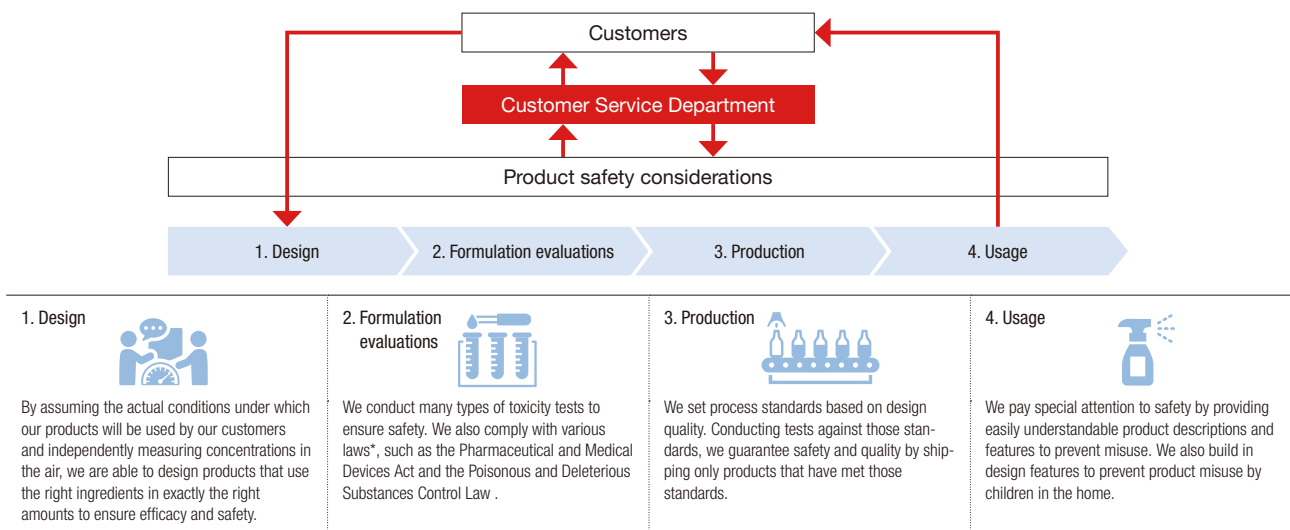 Customers
Customer Service Department
Product safety considerations
1. Design
2. Formulation evaluations
3. Production
4. Usage
1. Design
By assuming the actual conditions under which
our products will be used by our customers
and independently measuring concentrations in
the air, we are able to design products that use
the right ingredients in exactly the right
amounts to ensure efficacy and safety.
2. Formulation
evaluations
We conduct many types of toxicity tests to
ensure safety. We also comply with various
laws*, such as the Pharmaceutical and Medical
Devices Act and the Poisonous and Deleterious
Substances Control Law .
3. Production
We set process standards based on design
quality. Conducting tests against those stan-
dards, we guarantee safety and quality by ship-
ping only products that have met those
standards.
4. Usage
We pay special attention to safety by providing
easily understandable product descriptions and
features to prevent misuse. We also build in
design features to prevent product misuse by
children in the home.